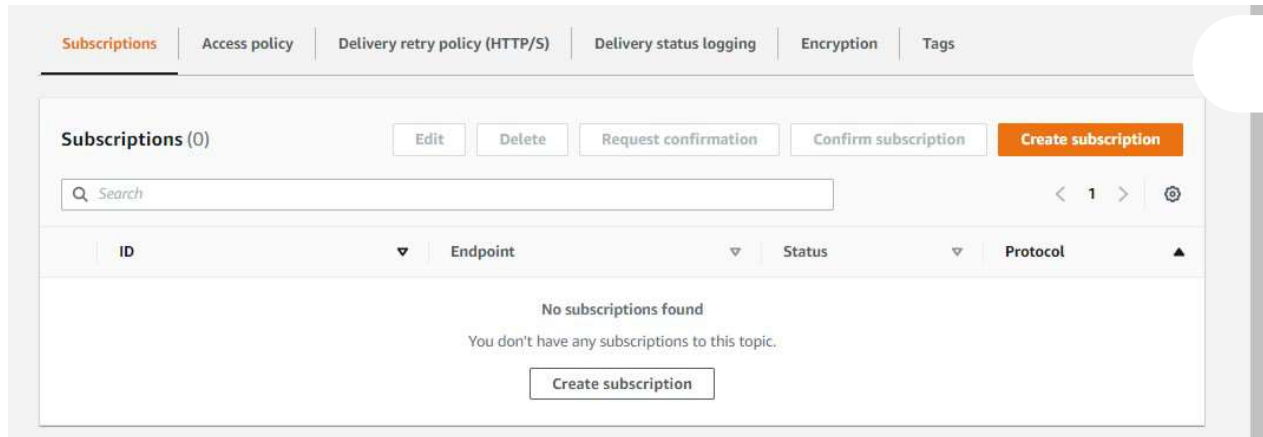 Subscriptions Access policy Delivery retry policy (HTTP/S) Delivery status logging Encryption Tags
Subscriptions (0) Edit Delete Request confirmation Confirm subscription Create subscription
Search 1
ID Endpoint Status Protocol
No subscriptions found
You don't have any subscriptions to this topic.
Create subscription